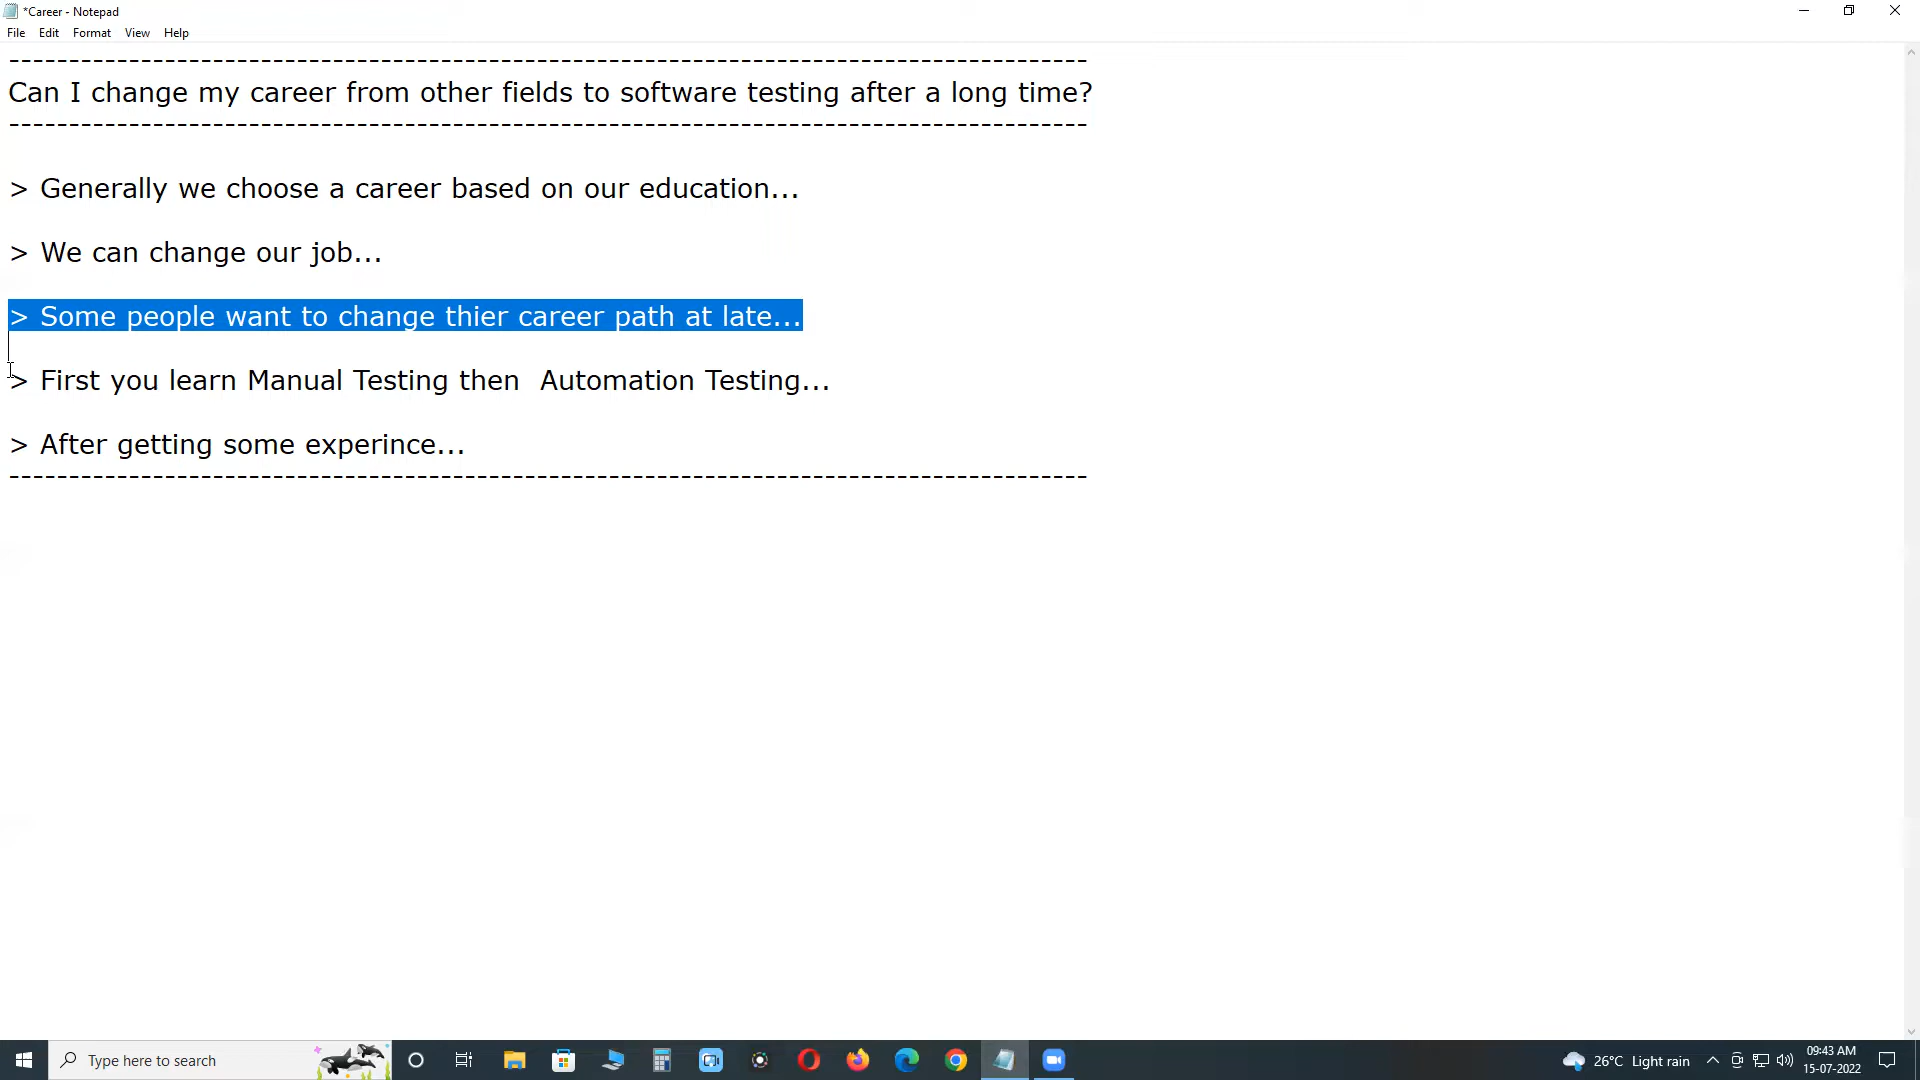 *Career - Notepad
File Edit Format View Help
------------------------------------------------------------------------------------------
Can I change my career from other fields to software testing after a long time?
------------------------------------------------------------------------------------------
> Generally we choose a career based on our education...
> We can change our job...
> Some people want to change thier career path at late...
> First you learn Manual Testing then  Automation Testing...
> After getting some experince...
------------------------------------------------------------------------------------------
Type here to search
26°C Light rain
09:43 AM
15-07-2022